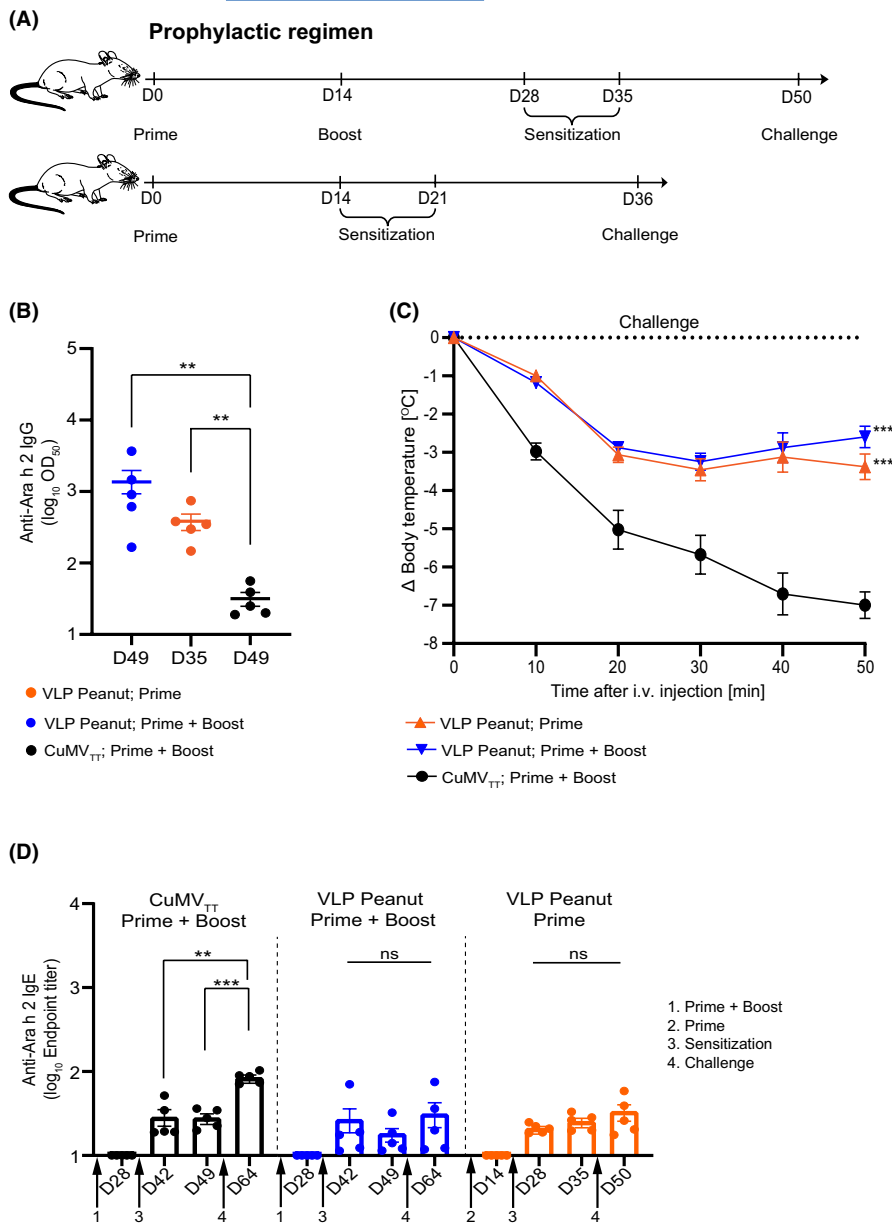 (A)
Prophylactic regimen
D0 D14 D28 D35 D50
Prime Boost Sensitization Challenge
D0 D14 D21 D36
Prime Sensitization Challenge
(B)
Anti-Ara h 2 IgG
(log10 OD50)
5
4
3
2
1
**
**
D49 D35 D49
VLP Peanut; Prime
VLP Peanut; Prime + Boost
CuMVTT; Prime + Boost
(C)
Challenge
Δ Body temperature [ºC]
0
-1
-2
-3
-4
-5
-6
-7
-8
***
***
0 10 20 30 40 50
Time after i.v. injection [min]
VLP Peanut; Prime
VLP Peanut; Prime + Boost
CuMVTT; Prime + Boost
(D)
Anti-Ara h 2 IgE
(log10 Endpoint titer)
4
3
2
1
CuMVTT
Prime + Boost
VLP Peanut
Prime + Boost
VLP Peanut
Prime
**
***
ns
ns
D28 D42 D49 D64 D28 D42 D49 D64 D14 D28 D35 D50
1 3 4 1 3 4 2 3 4
1. Prime + Boost
2. Prime
3. Sensitization
4. Challenge